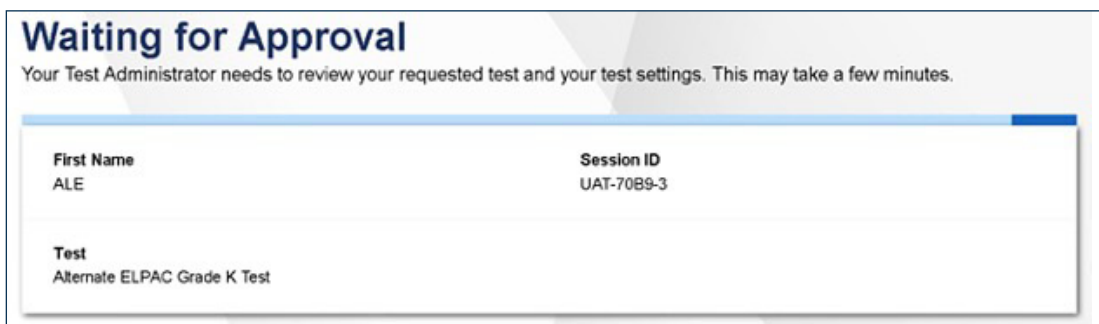 Waiting for Approval
Your Test Administrator needs to review your requested test and your test settings. This may take a few minutes.
First Name
ALE
Session ID
UAT-70B9-3
Test
Alternate ELPAC Grade K Test